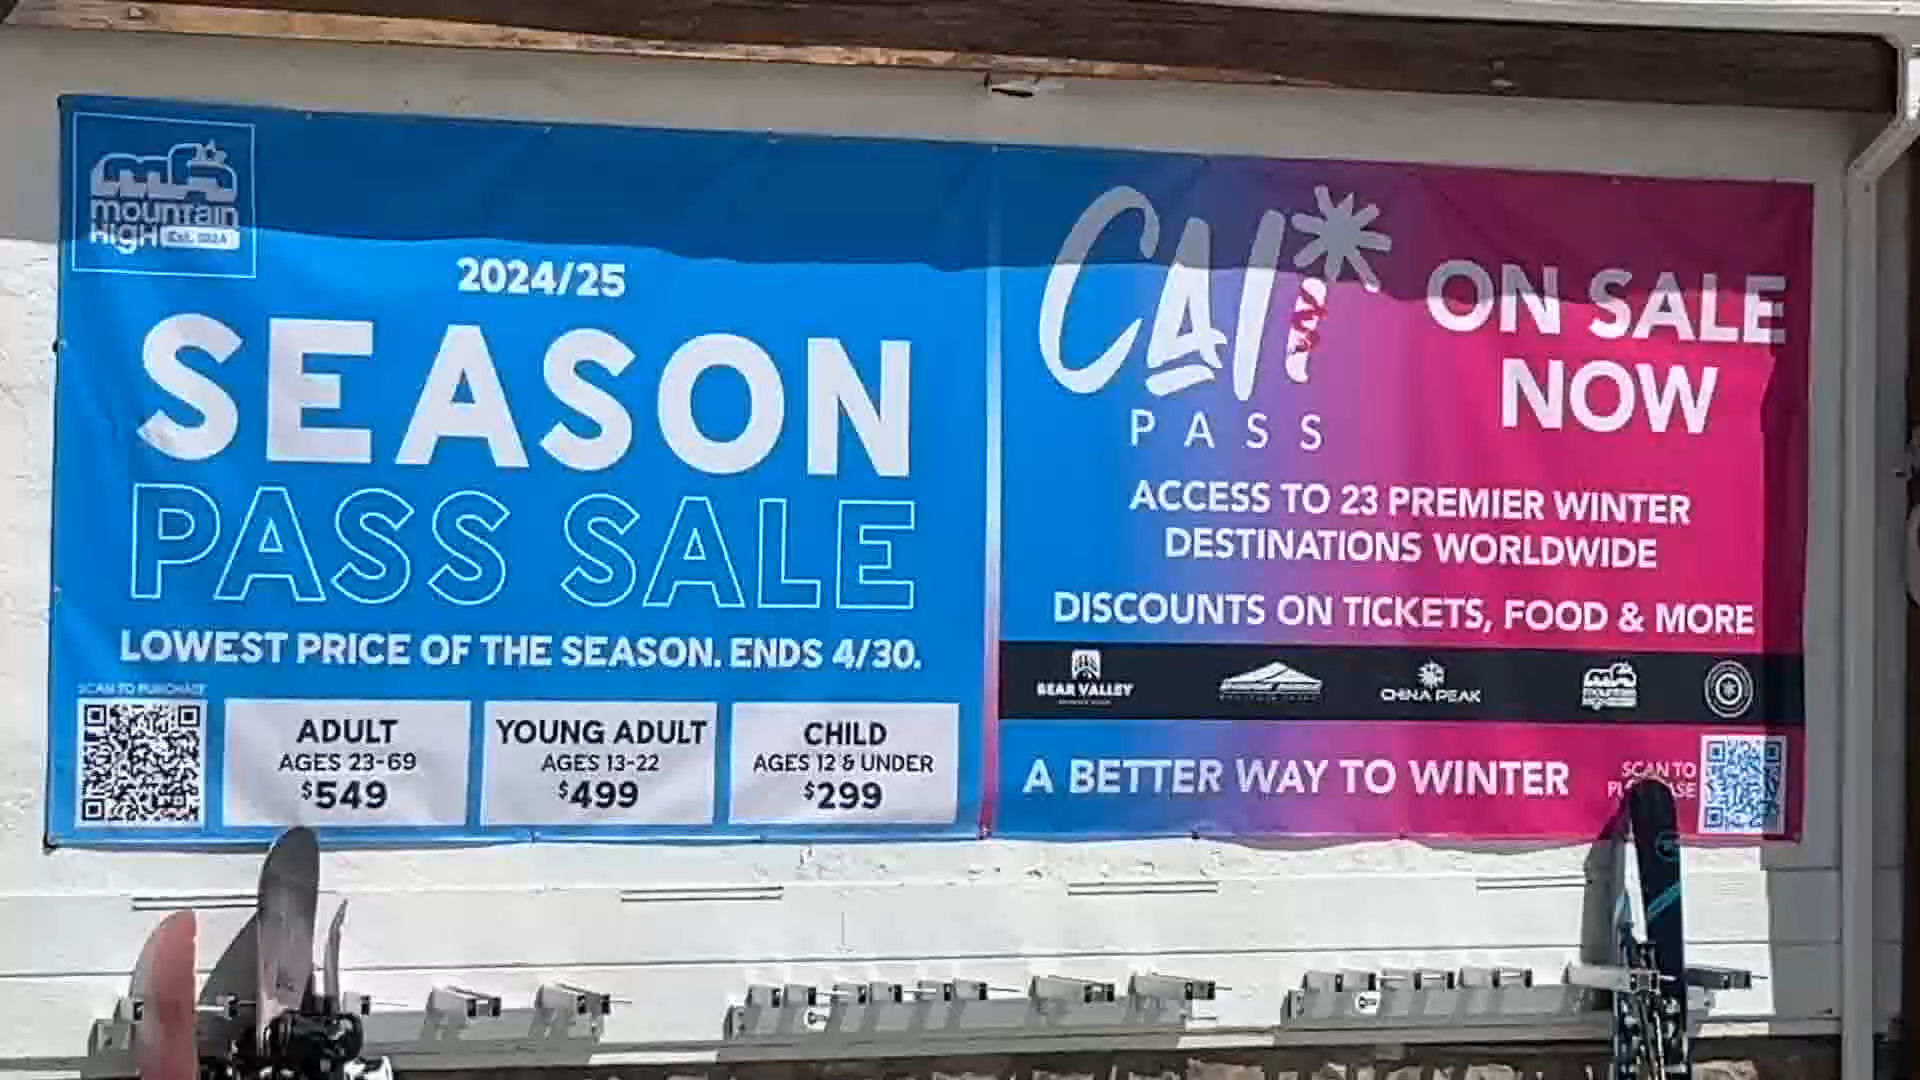 mountain
HIGH
2024/25
SEASON
PASS SALE
LOWEST PRICE OF THE SEASON. ENDS 4/30.
SCAN TO PURCHASE
ADULT
AGES 23-69
$549
YOUNG ADULT
AGES 13-22
$499
CHILD
AGES 12 & UNDER
$299
CALI
PASS
ON SALE
NOW
ACCESS TO 23 PREMIER WINTER
DESTINATIONS WORLDWIDE
DISCOUNTS ON TICKETS, FOOD & MORE
BEAR VALLEY
CHINA PEAK
mountain
A BETTER WAY TO WINTER
SCAN TO